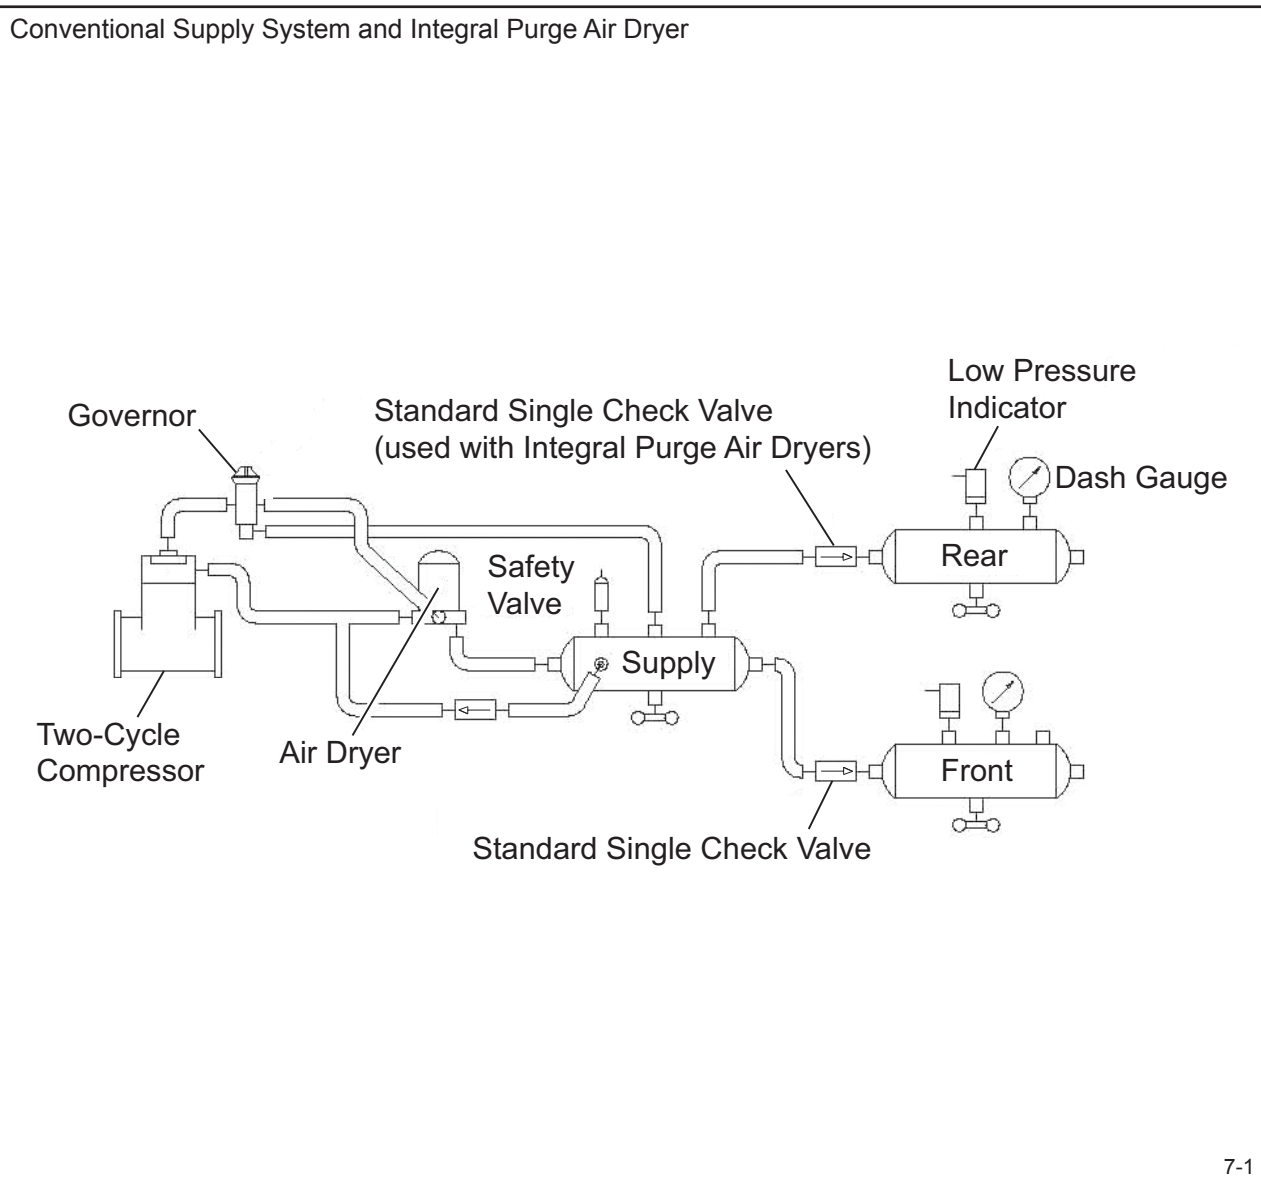 Conventional Supply System and Integral Purge Air Dryer
Low Pressure
Indicator
Governor
Standard Single Check Valve
(used with Integral Purge Air Dryers)
Dash Gauge
Rear
Safety
Valve
Supply
Two-Cycle
Compressor
Air Dryer
Front
Standard Single Check Valve
7-1